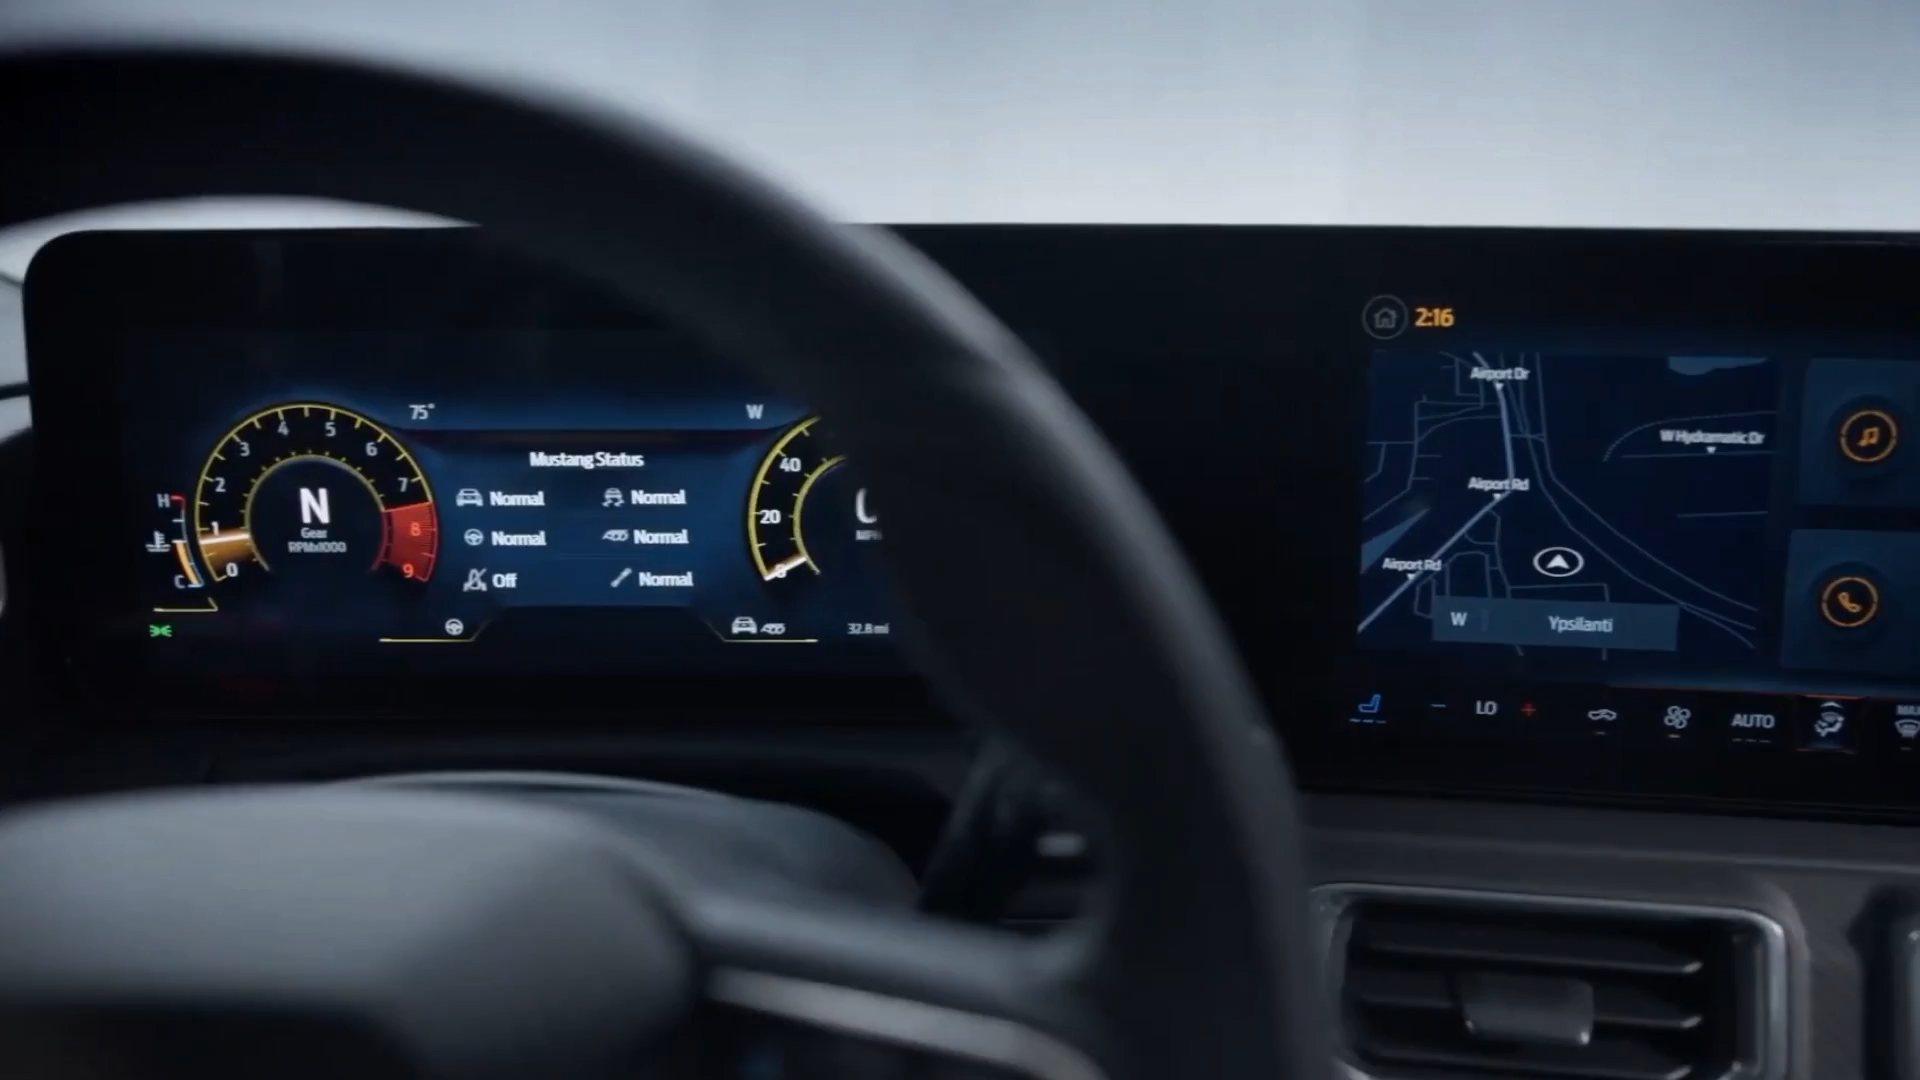 75°
W
Mustang Status
Normal
Normal
Normal
Normal
Off
Normal
H
C
0
1
2
3
4
5
6
7
8
9
N
Gear
RPMx1000
40
20
32.8 mi
2:16
Airport Dr
W Hydramatic Dr
Airport Rd
Airport Rd
W
Ypsilanti
LO
AUTO